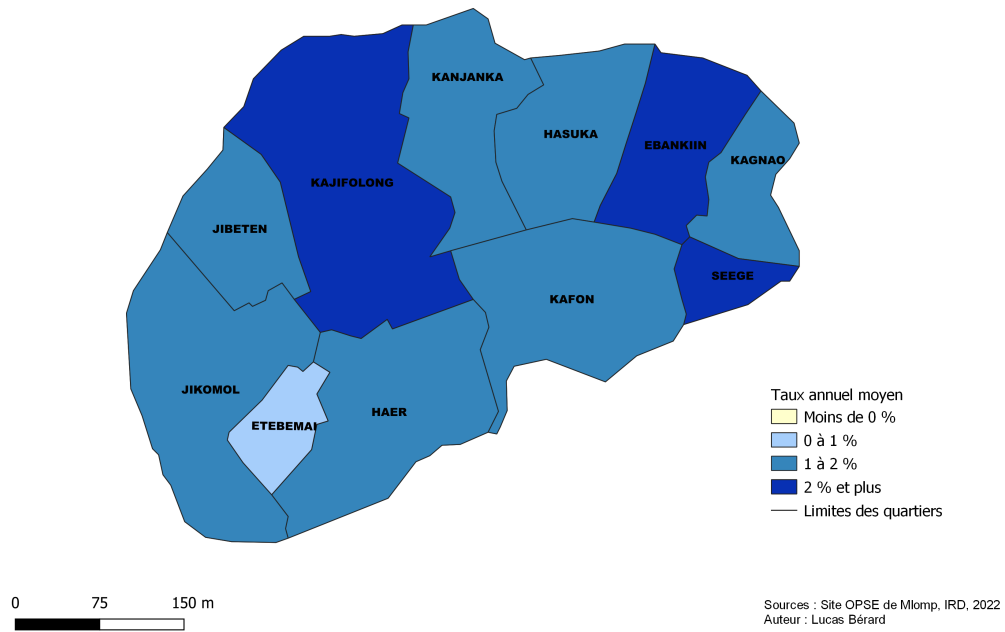 KANJANKA
HASUKA
EBANKIIN
KAGNAO
KAJIFOLONG
JIBETEN
SEEGE
KAFON
JIKOMOL
HAER
ETEBEMAI
Taux annuel moyen
Moins de 0 %
0 à 1 %
1 à 2 %
2 % et plus
Limites des quartiers
0 75 150 m
Sources : Site OPSE de Mlomp, IRD, 2022
Auteur : Lucas Bérard